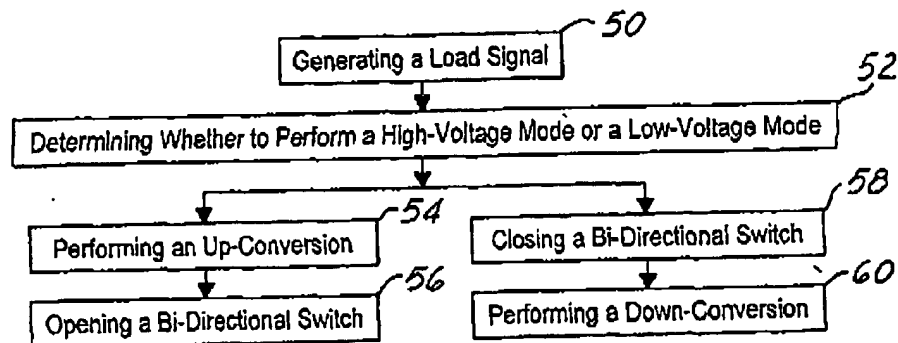 50
Generating a Load Signal
52
Determining Whether to Perform a High-Voltage Mode or a Low-Voltage Mode
54
Performing an Up-Conversion
56
Opening a Bi-Directional Switch
58
Closing a Bi-Directional Switch
60
Performing a Down-Conversion